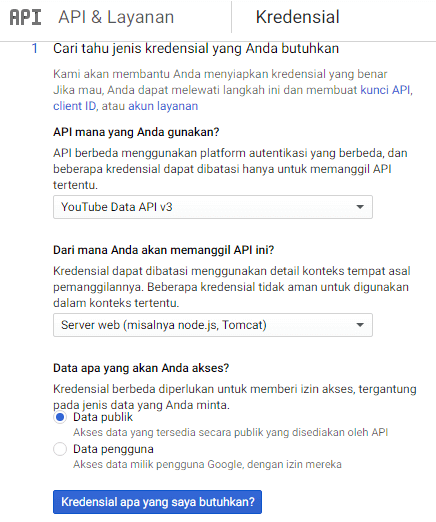 API API & Layanan Kredensial
1 Cari tahu jenis kredensial yang Anda butuhkan
Kami akan membantu Anda menyiapkan kredensial yang benar
Jika mau, Anda dapat melewati langkah ini dan membuat kunci API,
client ID, atau akun layanan
API mana yang Anda gunakan?
API berbeda menggunakan platform autentikasi yang berbeda, dan
beberapa kredensial dapat dibatasi hanya untuk memanggil API
tertentu.
YouTube Data API v3
Dari mana Anda akan memanggil API ini?
Kredensial dapat dibatasi menggunakan detail konteks tempat asal
pemanggilannya. Beberapa kredensial tidak aman untuk digunakan
dalam konteks tertentu.
Server web (misalnya node.js, Tomcat)
Data apa yang akan Anda akses?
Kredensial berbeda diperlukan untuk memberi izin akses, tergantung
pada jenis data yang Anda minta.
Data publik
Akses data yang tersedia secara publik yang disediakan oleh API
Data pengguna
Akses data milik pengguna Google, dengan izin mereka
Kredensial apa yang saya butuhkan?